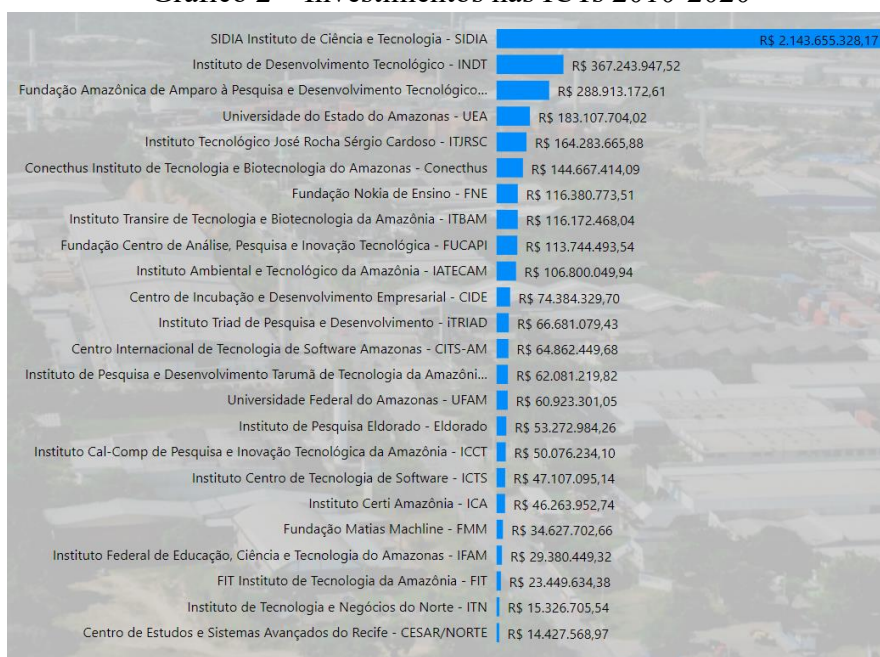 Gráfico 2 – Investimentos nas ICTs 2010-2020
SIDIA Instituto de Ciência e Tecnologia - SIDIA R$ 2.143.655.328,17
Instituto de Desenvolvimento Tecnológico - INDT R$ 367.243.947,52
Fundação Amazônica de Amparo à Pesquisa e Desenvolvimento Tecnológico... R$ 288.913.172,61
Universidade do Estado do Amazonas - UEA R$ 183.107.704,02
Instituto Tecnológico José Rocha Sérgio Cardoso - ITJRSC R$ 164.283.665,88
Conecthus Instituto de Tecnologia e Biotecnologia do Amazonas - Conecthus R$ 144.667.414,09
Fundação Nokia de Ensino - FNE R$ 116.380.773,51
Instituto Transire de Tecnologia e Biotecnologia da Amazônia - ITBAM R$ 116.172.468,04
Fundação Centro de Análise, Pesquisa e Inovação Tecnológica - FUCAPI R$ 113.744.493,54
Instituto Ambiental e Tecnológico da Amazônia - IATECAM R$ 106.800.049,94
Centro de Incubação e Desenvolvimento Empresarial - CIDE R$ 74.384.329,70
Instituto Triad de Pesquisa e Desenvolvimento - iTRIAD R$ 66.681.079,43
Centro Internacional de Tecnologia de Software Amazonas - CITS-AM R$ 64.862.449,68
Instituto de Pesquisa e Desenvolvimento Tarumã de Tecnologia da Amazôni... R$ 62.081.219,82
Universidade Federal do Amazonas - UFAM R$ 60.923.301,05
Instituto de Pesquisa Eldorado - Eldorado R$ 53.272.984,26
Instituto Cal-Comp de Pesquisa e Inovação Tecnológica da Amazônia - ICCT R$ 50.076.234,10
Instituto Centro de Tecnologia de Software - ICTS R$ 47.107.095,14
Instituto Certi Amazônia - ICA R$ 46.263.952,74
Fundação Matias Machline - FMM R$ 34.627.702,66
Instituto Federal de Educação, Ciência e Tecnologia do Amazonas - IFAM R$ 29.380.449,32
FIT Instituto de Tecnologia da Amazônia - FIT R$ 23.449.634,38
Instituto de Tecnologia e Negócios do Norte - ITN R$ 15.326.705,54
Centro de Estudos e Sistemas Avançados do Recife - CESAR/NORTE R$ 14.427.568,97